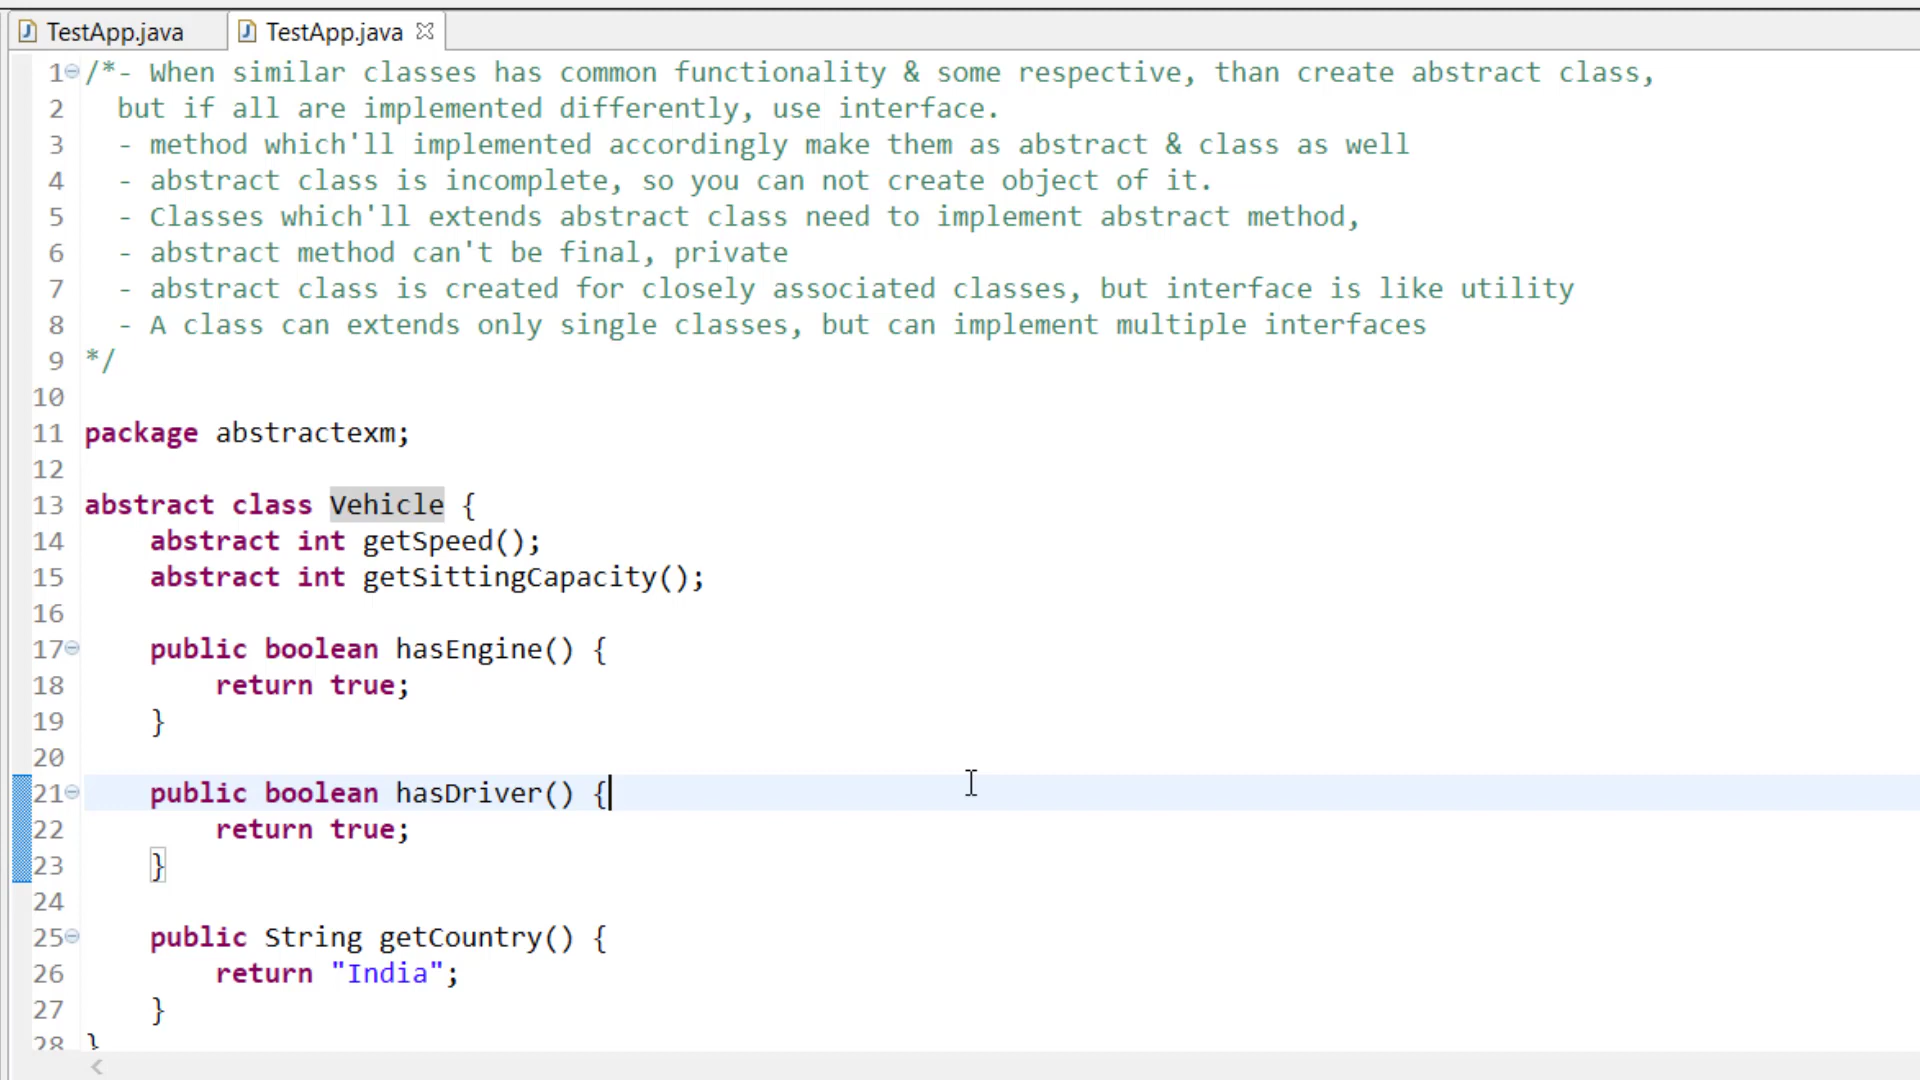 TestApp.java
TestApp.java
1 /*- When similar classes has common functionality & some respective, than create abstract class,
2 but if all are implemented differently, use interface.
3 - method which'll implemented accordingly make them as abstract & class as well
4 - abstract class is incomplete, so you can not create object of it.
5 - Classes which'll extends abstract class need to implement abstract method,
6 - abstract method can't be final, private
7 - abstract class is created for closely associated classes, but interface is like utility
8 - A class can extends only single classes, but can implement multiple interfaces
9 */
10
11 package abstractexm;
12
13 abstract class Vehicle {
14 abstract int getSpeed();
15 abstract int getSittingCapacity();
16
17 public boolean hasEngine() {
18 return true;
19 }
20
21 public boolean hasDriver() {
22 return true;
23 }
24
25 public String getCountry() {
26 return "India";
27 }
28 }